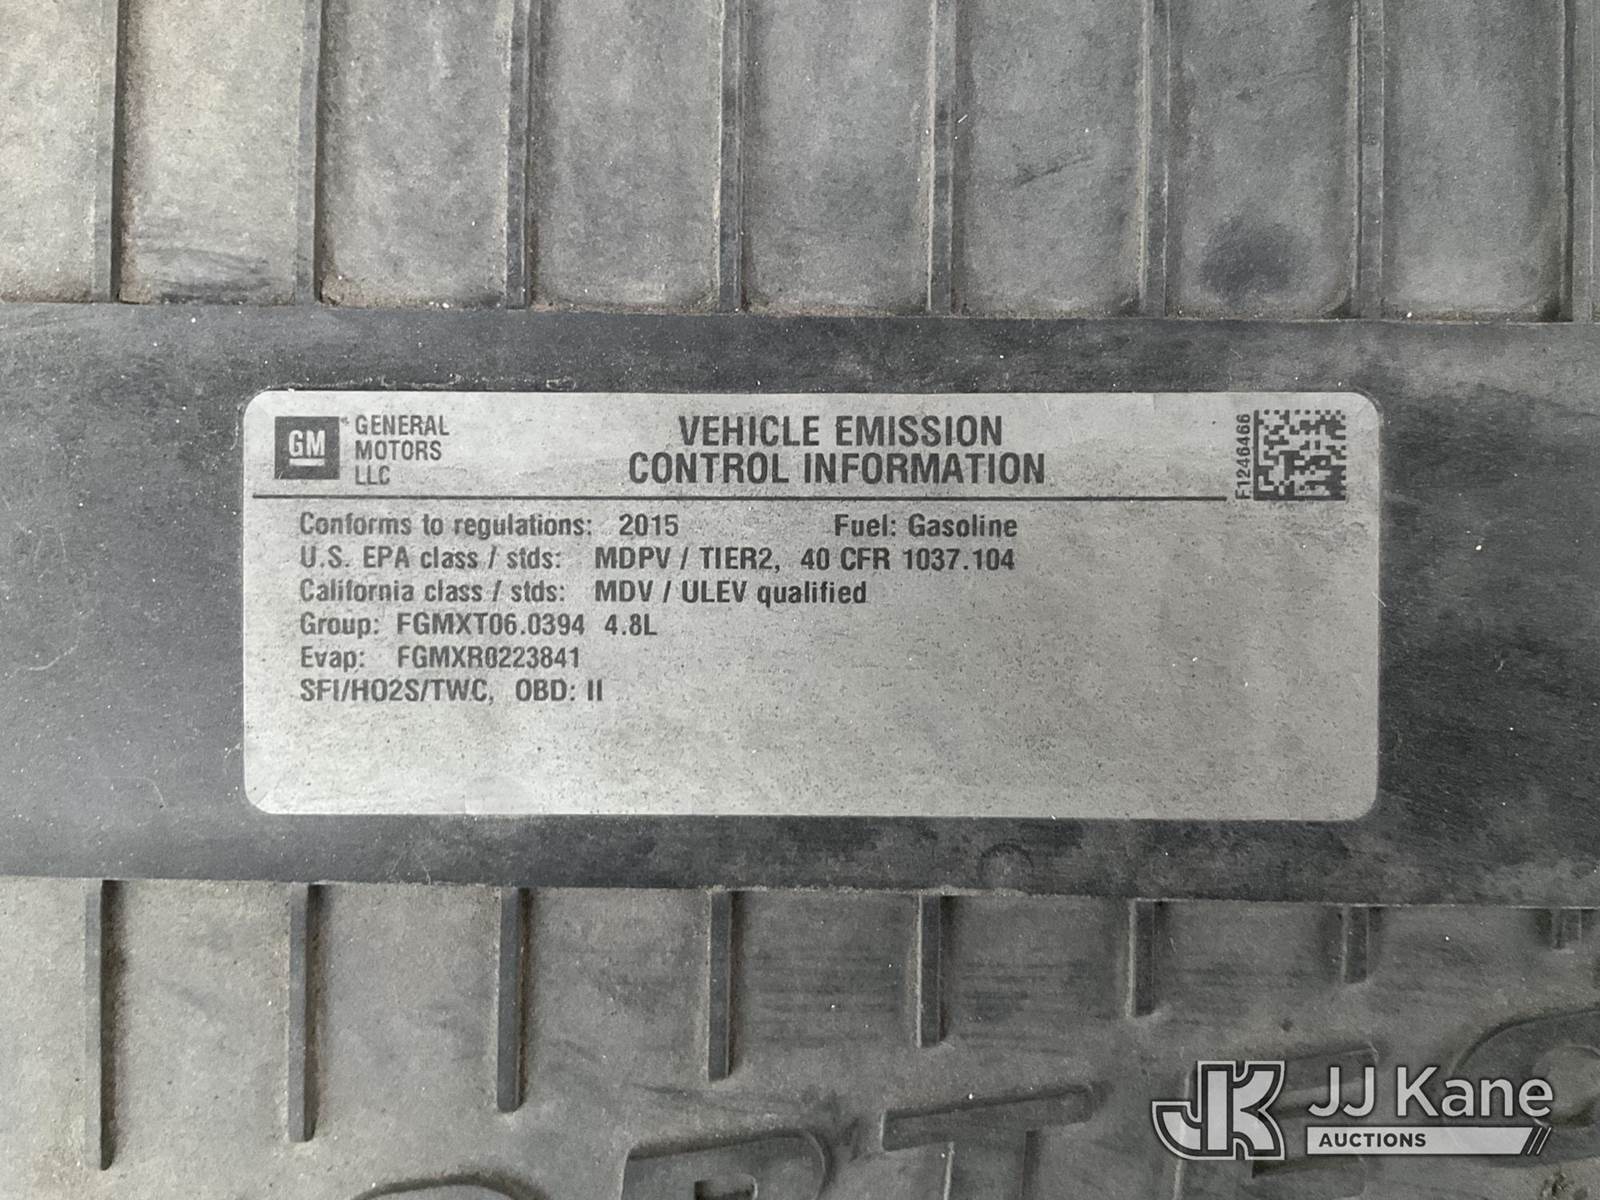 GM
GENERAL
MOTORS
LLC
VEHICLE EMISSION
CONTROL INFORMATION
F1246466
Conforms to regulations: 2015 Fuel: Gasoline
U.S. EPA class / stds: MDPV / TIER2, 40 CFR 1037.104
California class / stds: MDV / ULEV qualified
Group: FGMXT06.0394 4.8L
Evap: FGMXR0223841
SFI/HO2S/TWC, OBD: II
JK JJ Kane
AUCTIONS